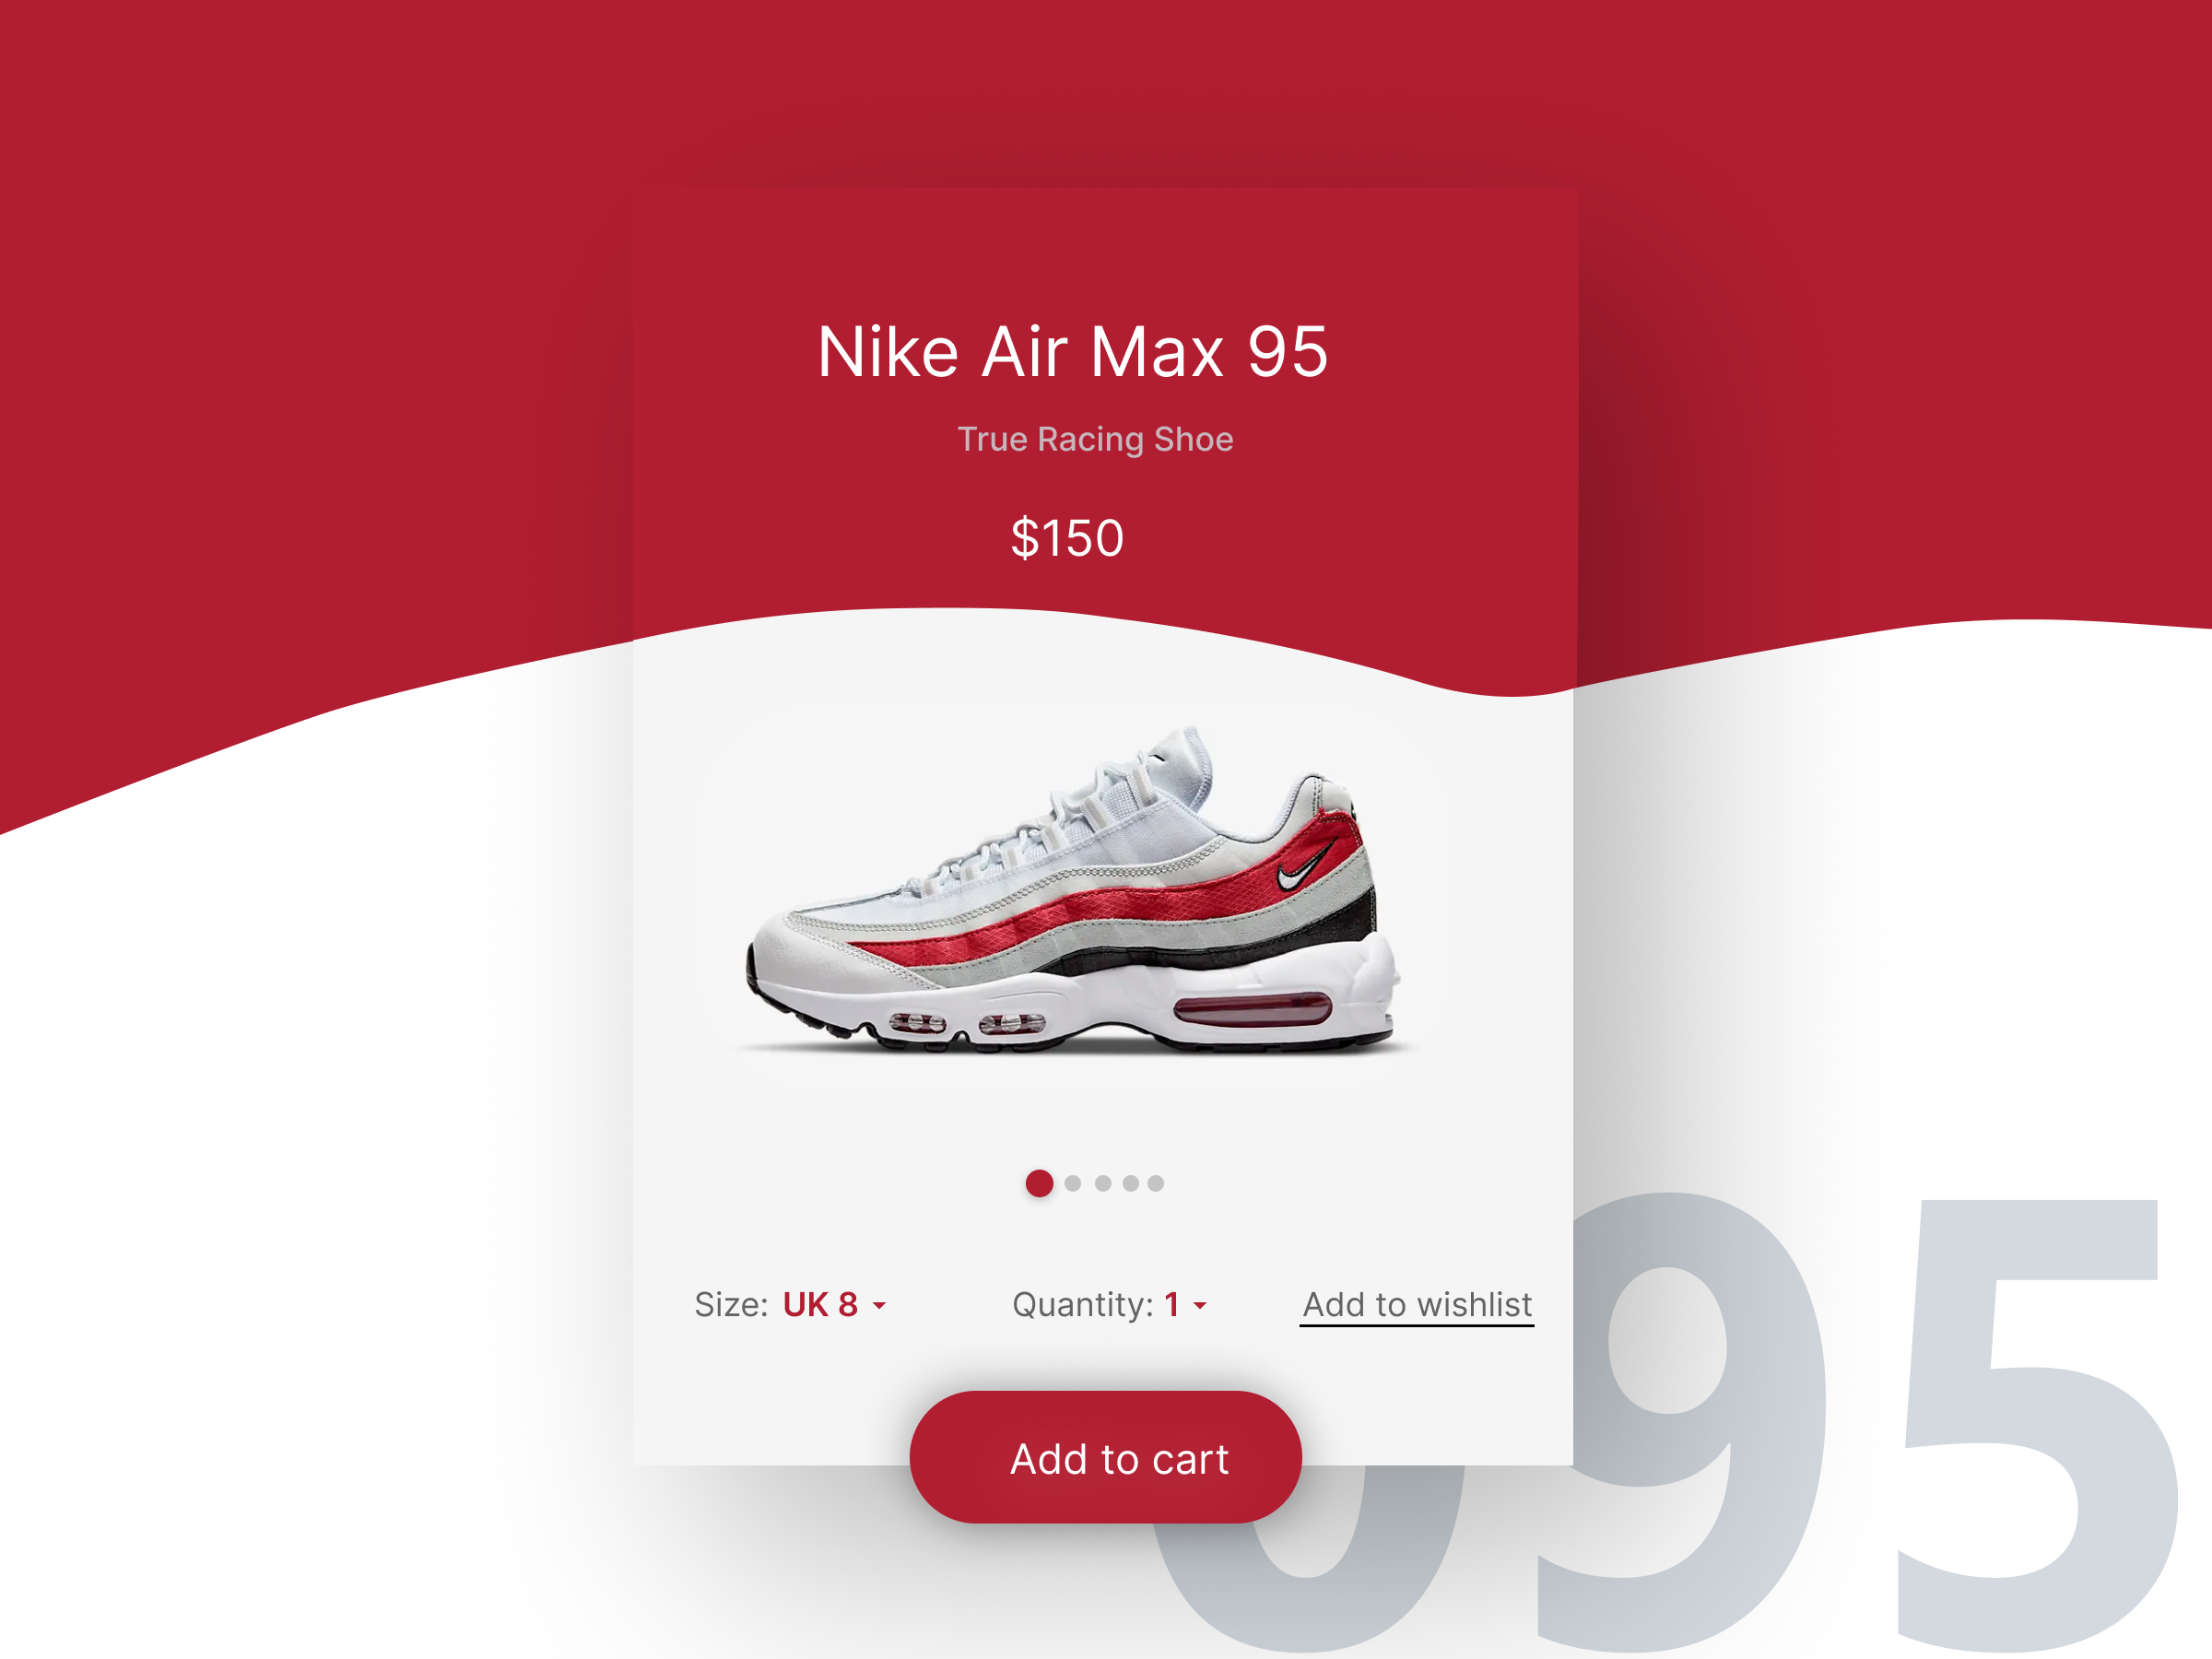 Nike Air Max 95
True Racing Shoe
$150
Size: UK 8
Quantity: 1
Add to wishlist
Add to cart
095